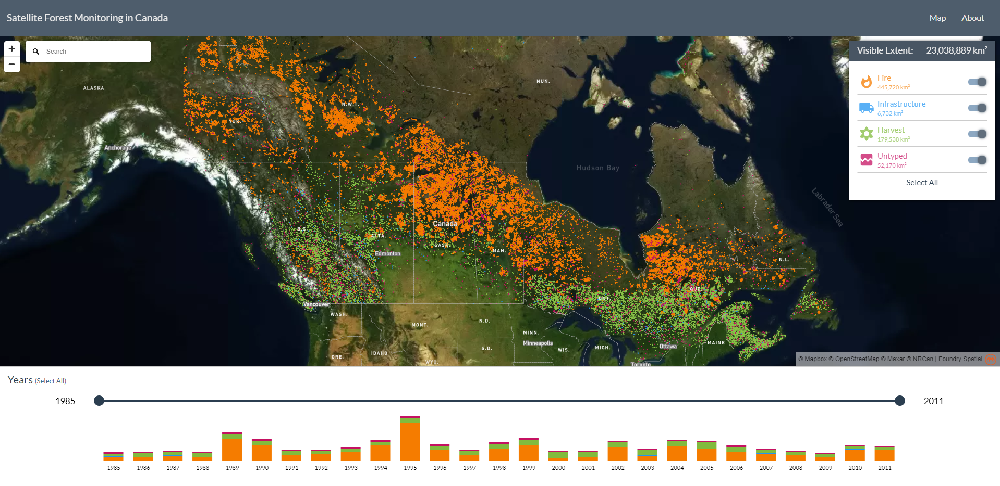 Satellite Forest Monitoring in Canada
Map
About
+
−
Search
Visible Extent: 23,038,889 km²
Fire
445,720 km²
Infrastructure
6,732 km²
Harvest
179,538 km²
Untyped
52,170 km²
Select All
ALASKA
Anchorage
YUK.
N.W.T.
NUN.
Hudson Bay
Labrador Sea
Canada
B.C.
ALTA.
Edmonton
SASK.
MAN.
N.L.
ONT.
QUE.
Vancouver
WASH.
MONT.
N.D.
MINN.
Minneapolis
S.D.
WIS.
MICH.
Ottawa
MAINE
IDAHO
ORE.
WYO.
Toronto
© Mapbox © OpenStreetMap © Maxar © NRCan | Foundry Spatial
Years (Select All)
1985
2011
1985 1986 1987 1988 1989 1990 1991 1992 1993 1994 1995 1996 1997 1998 1999 2000 2001 2002 2003 2004 2005 2006 2007 2008 2009 2010 2011